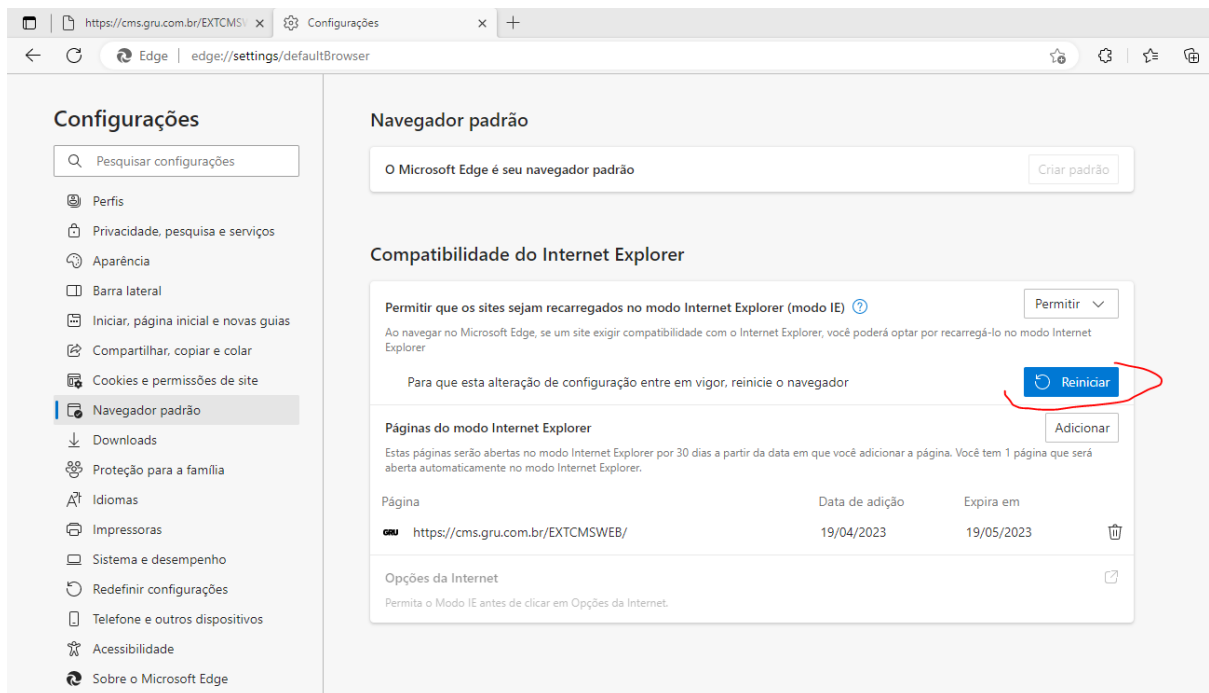 https://cms.gru.com.br/EXTCMSV
Configurações
Edge | edge://settings/defaultBrowser
Configurações
Pesquisar configurações
Perfis
Privacidade, pesquisa e serviços
Aparência
Barra lateral
Iniciar, página inicial e novas guias
Compartilhar, copiar e colar
Cookies e permissões de site
Navegador padrão
Downloads
Proteção para a família
Idiomas
Impressoras
Sistema e desempenho
Redefinir configurações
Telefone e outros dispositivos
Acessibilidade
Sobre o Microsoft Edge
Navegador padrão
O Microsoft Edge é seu navegador padrão
Criar padrão
Compatibilidade do Internet Explorer
Permitir que os sites sejam recarregados no modo Internet Explorer (modo IE)
Permitir
Ao navegar no Microsoft Edge, se um site exigir compatibilidade com o Internet Explorer, você poderá optar por recarregá-lo no modo Internet
Explorer
Para que esta alteração de configuração entre em vigor, reinicie o navegador
Reiniciar
Páginas do modo Internet Explorer
Adicionar
Estas páginas serão abertas no modo Internet Explorer por 30 dias a partir da data em que você adicionar a página. Você tem 1 página que será
aberta automaticamente no modo Internet Explorer.
Página Data de adição Expira em
GRU https://cms.gru.com.br/EXTCMSWEB/ 19/04/2023 19/05/2023
Opções da Internet
Permita o Modo IE antes de clicar em Opções da Internet.